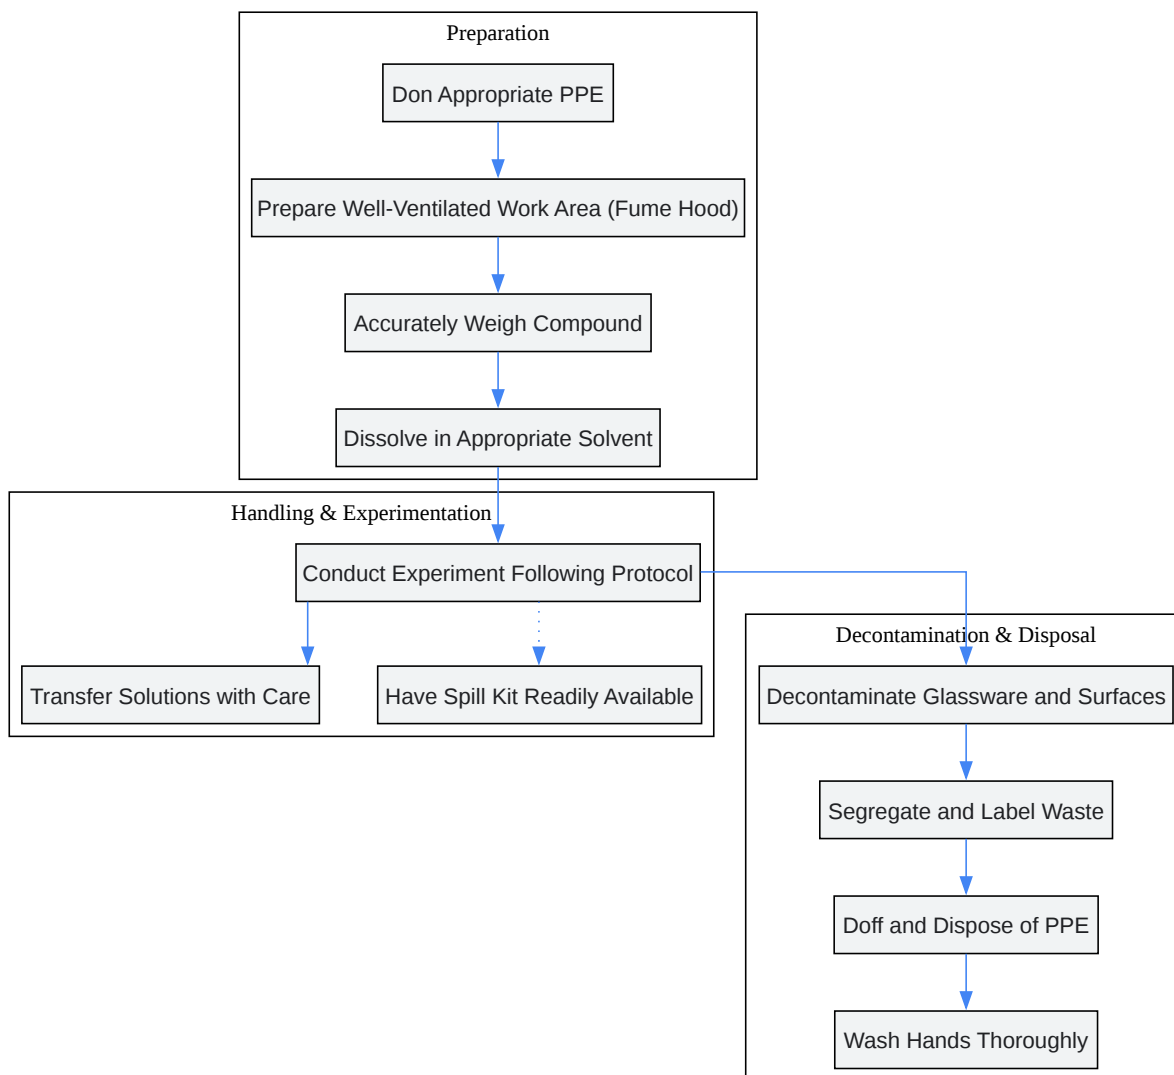 Preparation
Don Appropriate PPE
Prepare Well-Ventilated Work Area (Fume Hood)
Accurately Weigh Compound
Dissolve in Appropriate Solvent
Handling & Experimentation
Conduct Experiment Following Protocol
Transfer Solutions with Care
Have Spill Kit Readily Available
Decontamination & Disposal
Decontaminate Glassware and Surfaces
Segregate and Label Waste
Doff and Dispose of PPE
Wash Hands Thoroughly